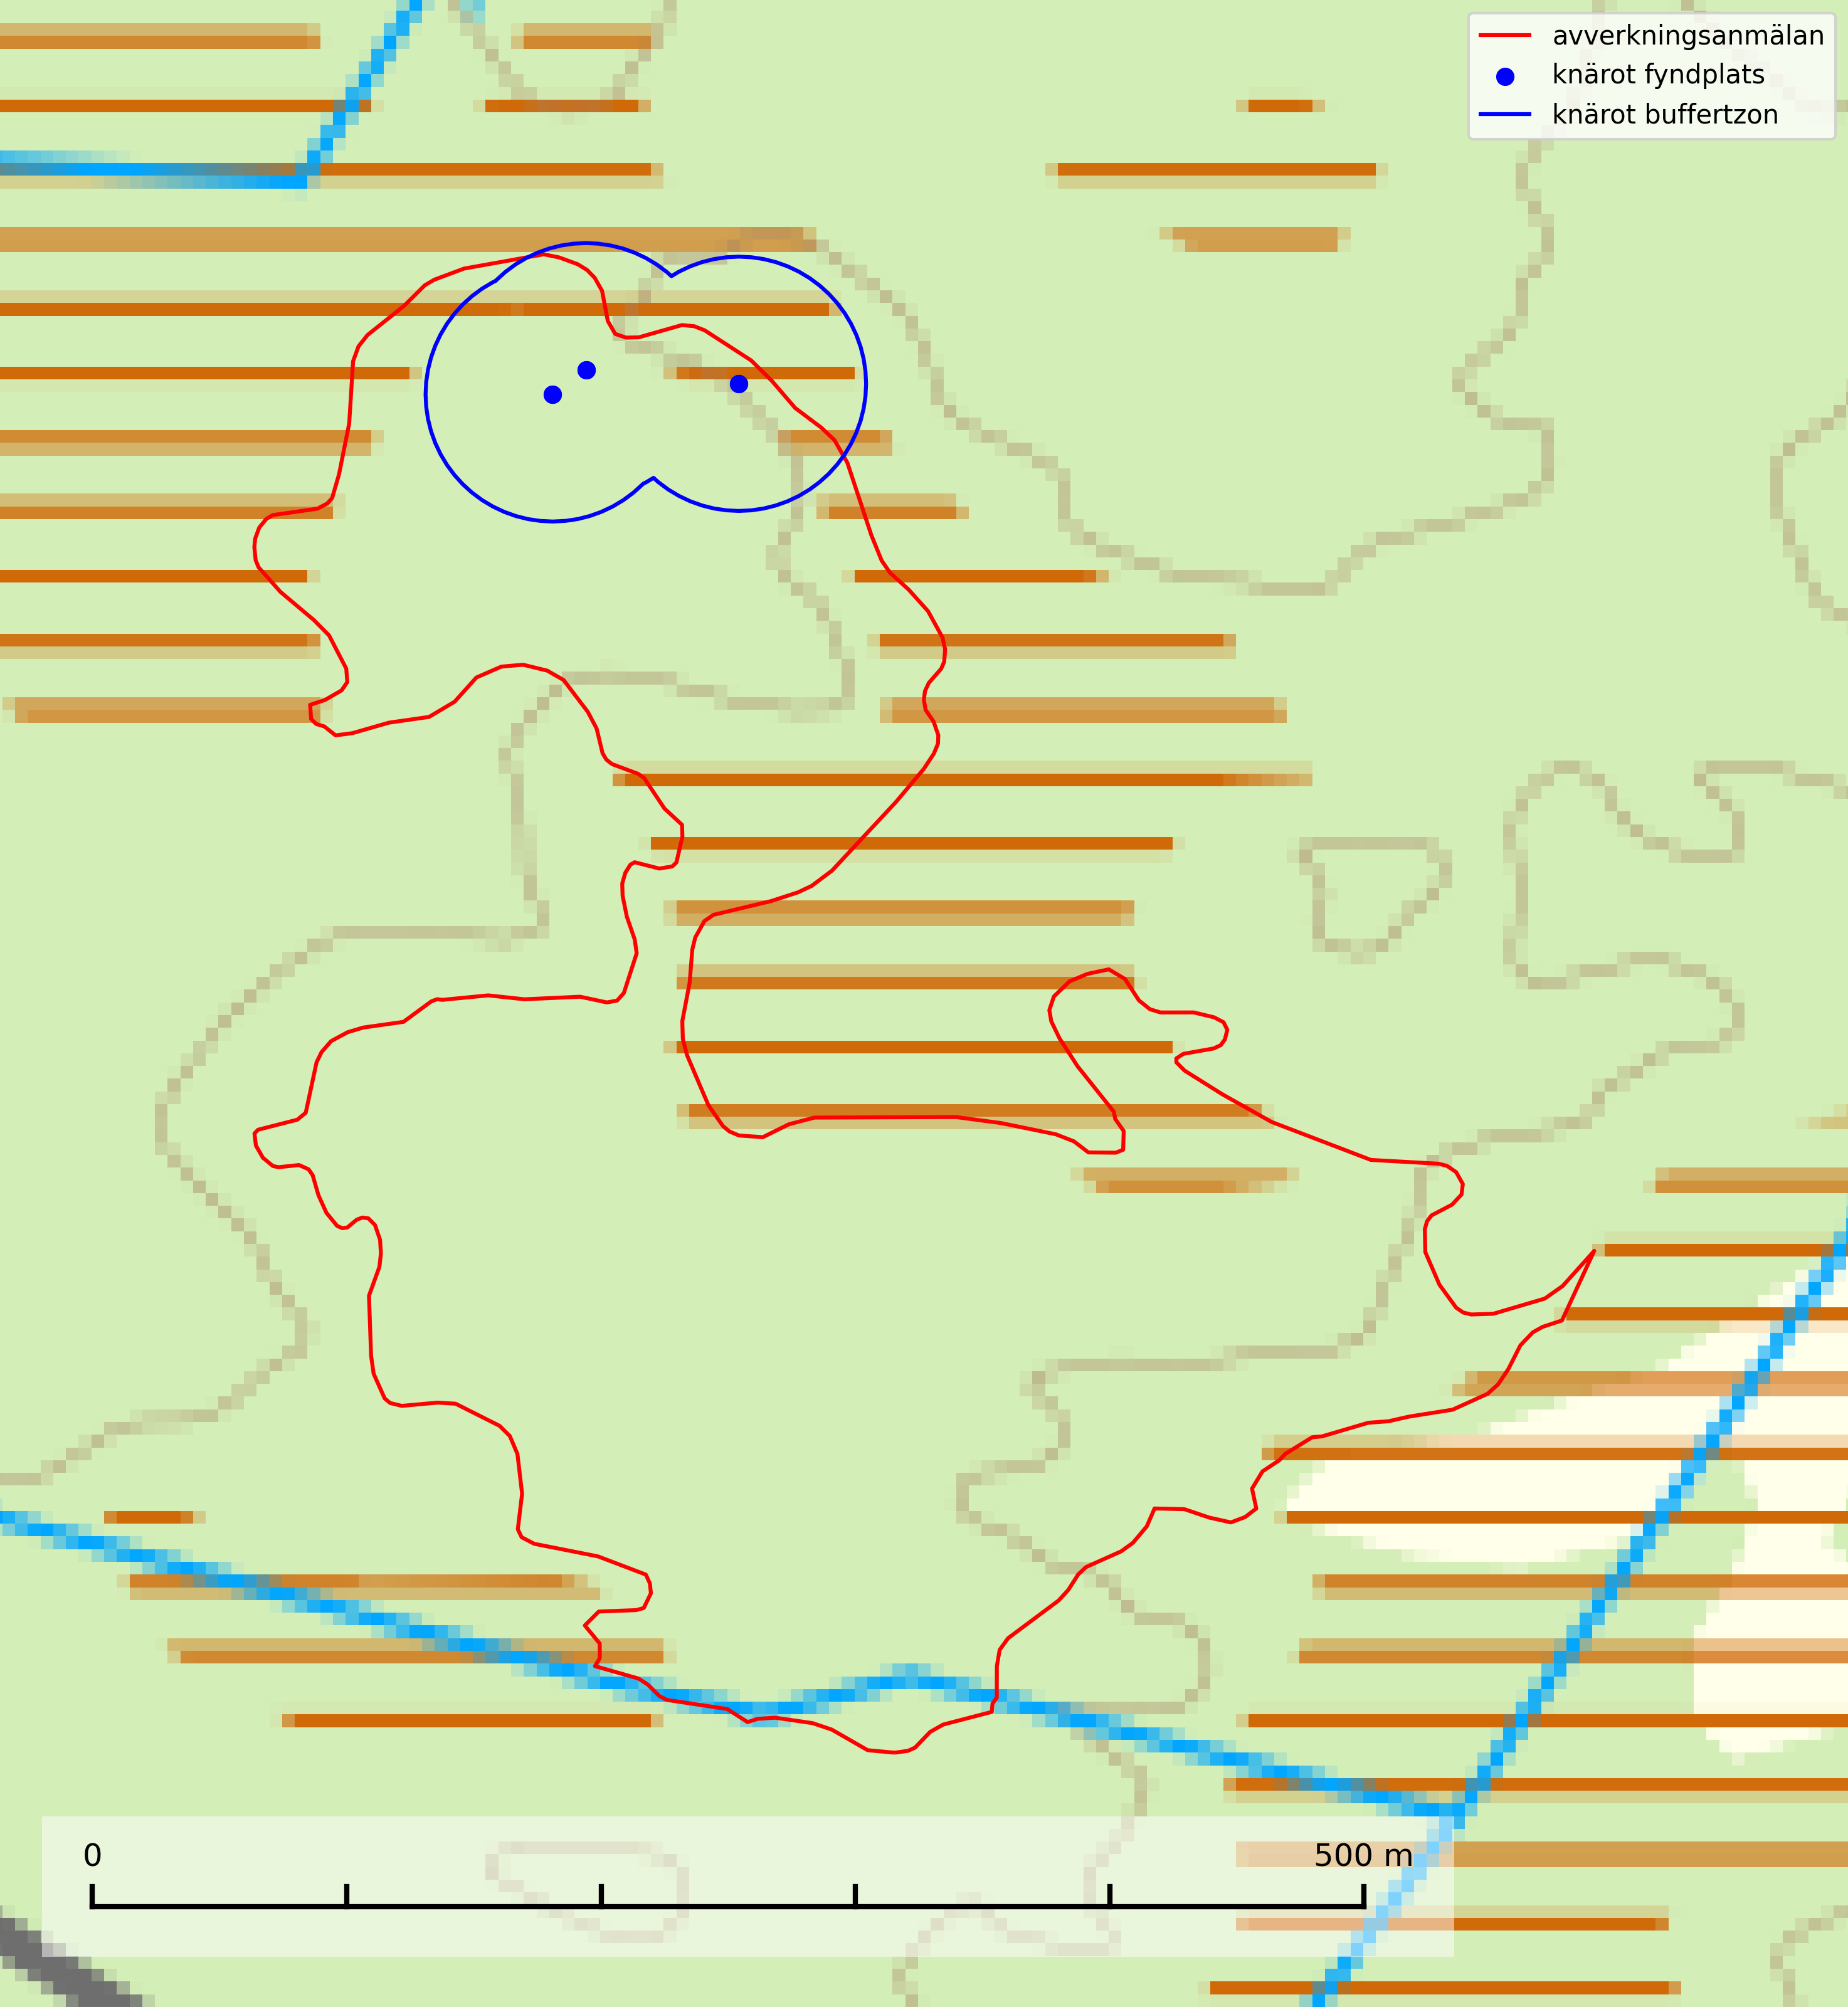 avverkningsanmälan
knärot fyndplats
knärot buffertzon
0
500 m